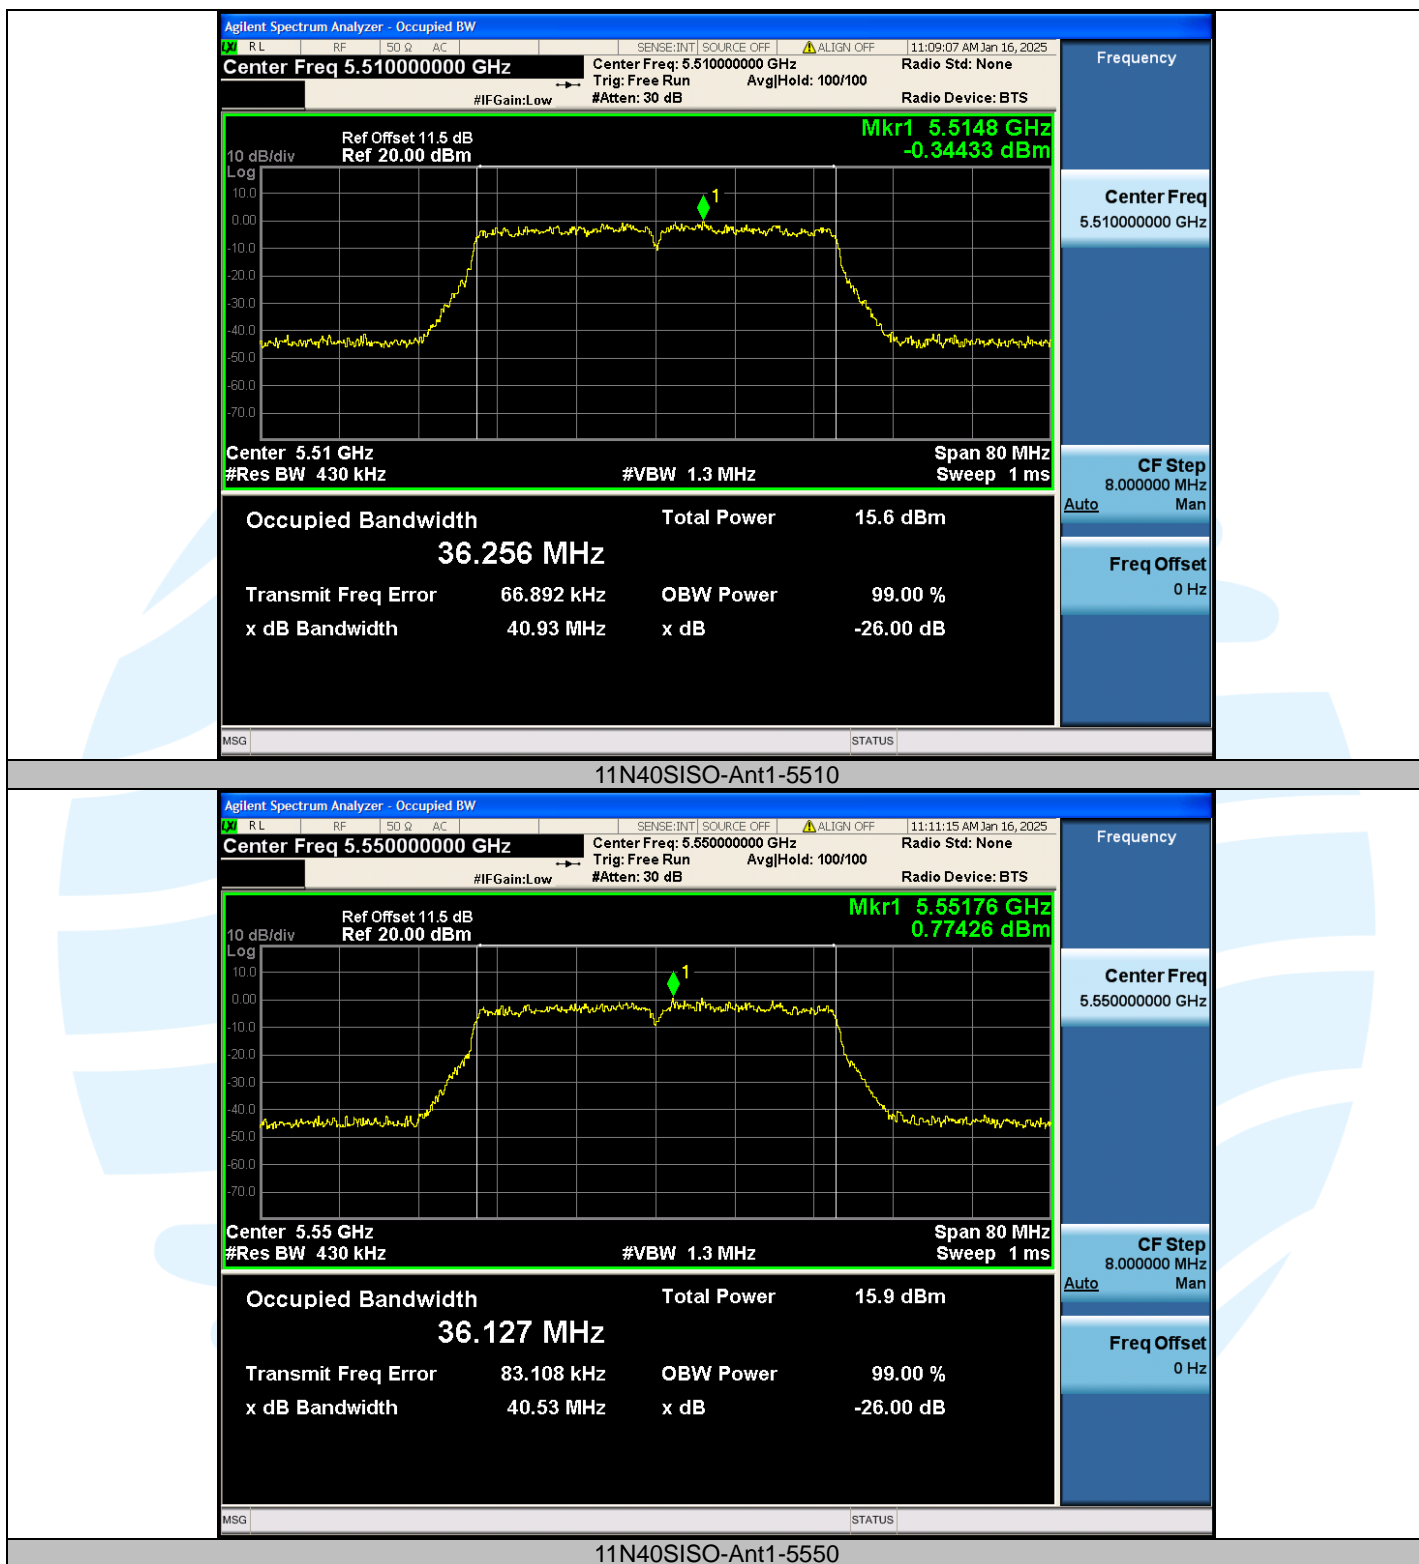 Agilent Spectrum Analyzer - Occupied BW
LXI RL RF 50 Ω AC SENSE:INT SOURCE OFF ALIGN OFF 11:09:07 AM Jan 16, 2025
Center Freq 5.510000000 GHz
Center Freq: 5.510000000 GHz Radio Std: None
Trig: Free Run Avg|Hold: 100/100
#IFGain:Low #Atten: 30 dB Radio Device: BTS
Frequency
Mkr1 5.5148 GHz
-0.34433 dBm
Ref Offset 11.5 dB
10 dB/div Ref 20.00 dBm
Log
10.0
0.00
-10.0
-20.0
-30.0
-40.0
-50.0
-60.0
-70.0
1
Center Freq
5.510000000 GHz
Center 5.51 GHz Span 80 MHz
#Res BW 430 kHz #VBW 1.3 MHz Sweep 1 ms
CF Step
8.000000 MHz
Auto Man
Occupied Bandwidth Total Power 15.6 dBm
36.256 MHz
Freq Offset
0 Hz
Transmit Freq Error 66.892 kHz OBW Power 99.00 %
x dB Bandwidth 40.93 MHz x dB -26.00 dB
MSG STATUS
11N40SISO-Ant1-5510
Agilent Spectrum Analyzer - Occupied BW
LXI RL RF 50 Ω AC SENSE:INT SOURCE OFF ALIGN OFF 11:11:15 AM Jan 16, 2025
Center Freq 5.550000000 GHz
Center Freq: 5.550000000 GHz Radio Std: None
Trig: Free Run Avg|Hold: 100/100
#IFGain:Low #Atten: 30 dB Radio Device: BTS
Frequency
Mkr1 5.55176 GHz
0.77426 dBm
Ref Offset 11.5 dB
10 dB/div Ref 20.00 dBm
Log
10.0
0.00
-10.0
-20.0
-30.0
-40.0
-50.0
-60.0
-70.0
1
Center Freq
5.550000000 GHz
Center 5.55 GHz Span 80 MHz
#Res BW 430 kHz #VBW 1.3 MHz Sweep 1 ms
CF Step
8.000000 MHz
Auto Man
Occupied Bandwidth Total Power 15.9 dBm
36.127 MHz
Freq Offset
0 Hz
Transmit Freq Error 83.108 kHz OBW Power 99.00 %
x dB Bandwidth 40.53 MHz x dB -26.00 dB
MSG STATUS
11N40SISO-Ant1-5550